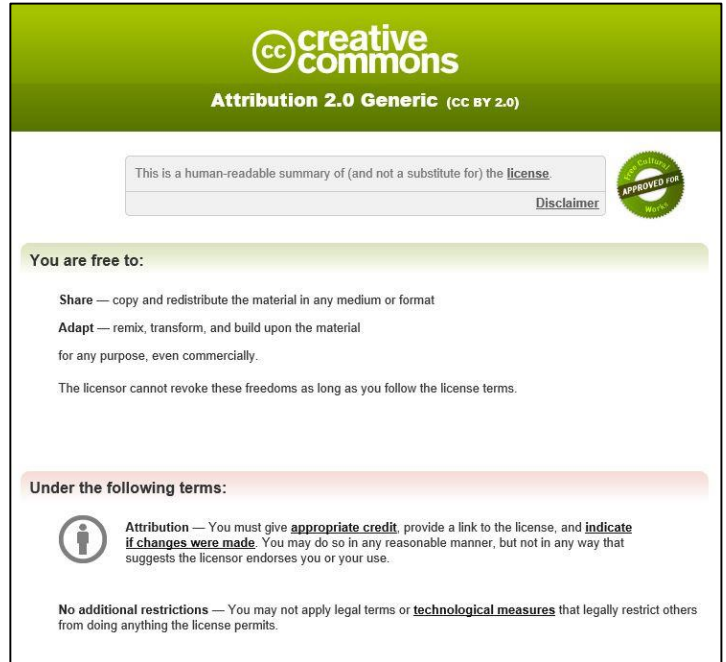 cc creative
commons
Attribution 2.0 Generic (CC BY 2.0)
This is a human-readable summary of (and not a substitute for) the license.
Disclaimer
Free Cultural
APPROVED FOR
Works
You are free to:
Share — copy and redistribute the material in any medium or format
Adapt — remix, transform, and build upon the material
for any purpose, even commercially.
The licensor cannot revoke these freedoms as long as you follow the license terms.
Under the following terms:
Attribution — You must give appropriate credit, provide a link to the license, and indicate
if changes were made. You may do so in any reasonable manner, but not in any way that
suggests the licensor endorses you or your use.
No additional restrictions — You may not apply legal terms or technological measures that legally restrict others
from doing anything the license permits.